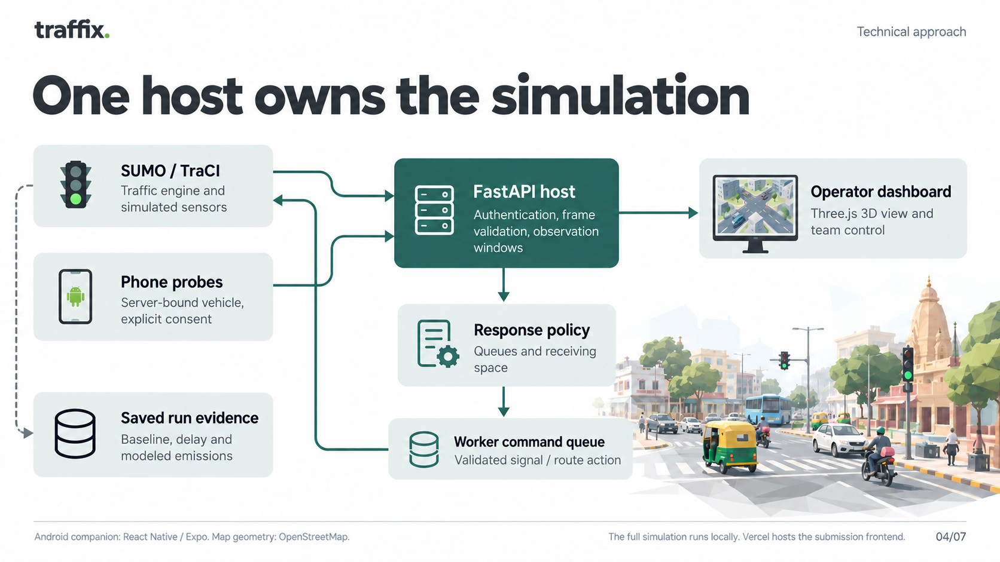 traffix.
Technical approach
One host owns the simulation
SUMO / TraCI
Traffic engine and
simulated sensors
Phone probes
Server-bound vehicle,
explicit consent
Saved run evidence
Baseline, delay and
modeled emissions
FastAPI host
Authentication, frame
validation, observation
windows
Response policy
Queues and receiving
space
Worker command queue
Validated signal / route action
Operator dashboard
Three.js 3D view and
team control
Android companion: React Native / Expo. Map geometry: OpenStreetMap.
The full simulation runs locally. Vercel hosts the submission frontend.
04/07